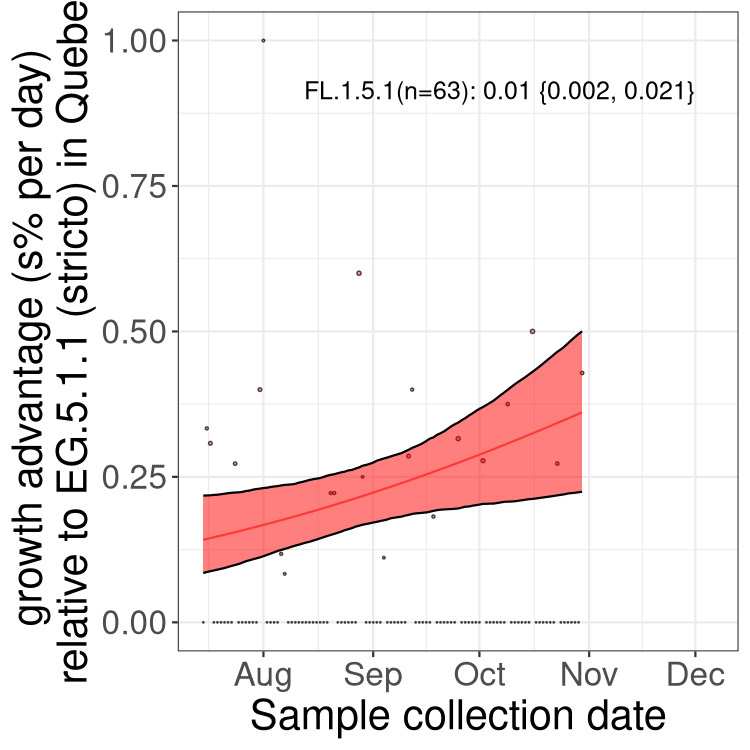 growth advantage (s% per day)
relative to EG.5.1.1 (stricto) in Quebe
1.00
0.75
0.50
0.25
0.00
FL.1.5.1(n=63): 0.01 {0.002, 0.021}
Aug Sep Oct Nov Dec
Sample collection date